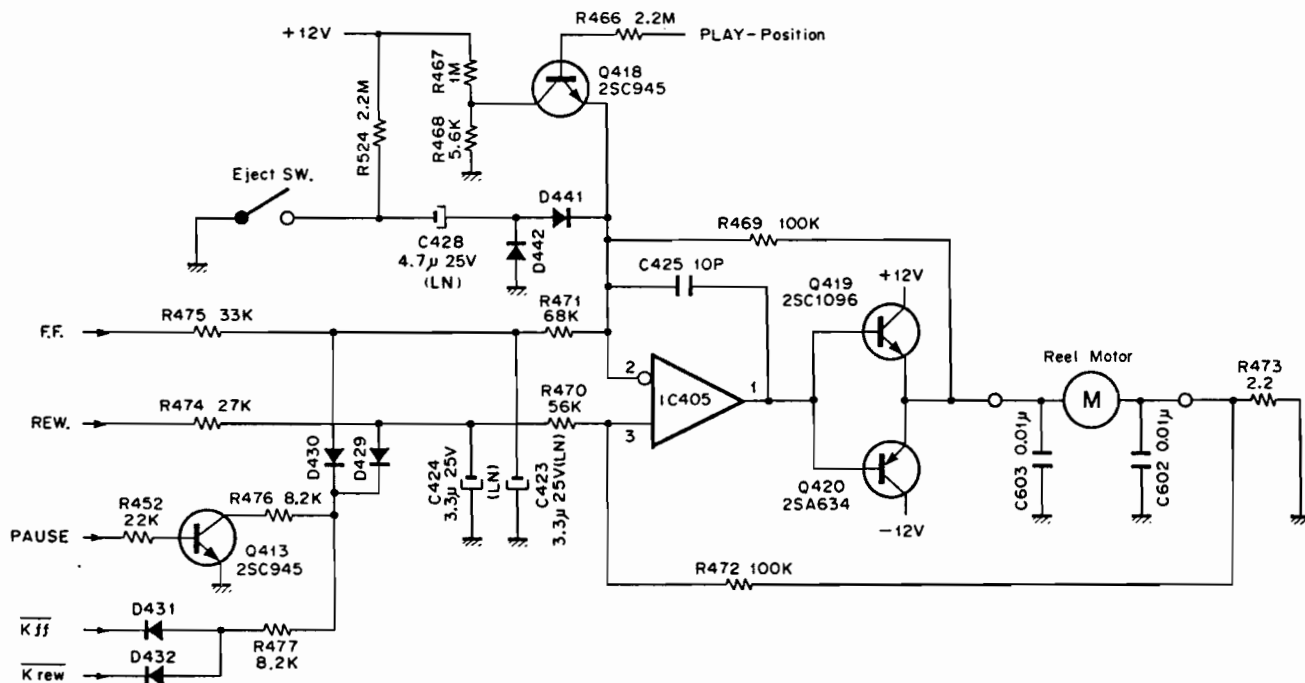 R466 2.2M
PLAY-Position
+12V
R467
1M
Q418
2SC945
R524 2.2M
R468
5.6K
Eject SW.
D441
C428
4.7μ 25V
(LN)
D442
R469 100K
C425 10P
Q419
2SC1096
+12V
R471
68K
F.F.
R475 33K
2
IC405
1
Reel Motor
M
R473
2.2
REW.
R474 27K
R470
56K
3
D430
D429
C424
3.3μ 25V
(LN)
C423
3.3μ 25V(LN)
C603 0.01μ
C602 0.01μ
Q420
2SA634
-12V
R476 8.2K
R452
22K
PAUSE
Q413
2SC945
R472 100K
D431
Kff
R477
8.2K
D432
Krew